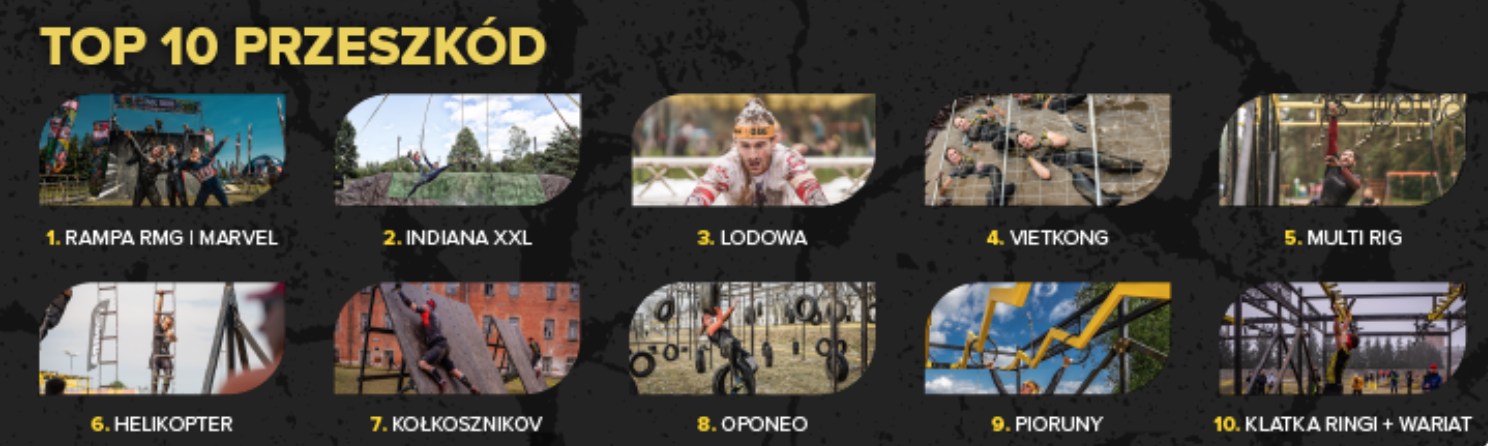 TOP 10 PRZESZKÓD
1. RAMPA RMG I MARVEL
2. INDIANA XXL
3. LODOWA
4. VIETKONG
5. MULTI RIG
6. HELIKOPTER
7. KOŁKOSZNIKOV
8. OPONEO
9. PIORUNY
10. KLATKA RINGI + WARIAT